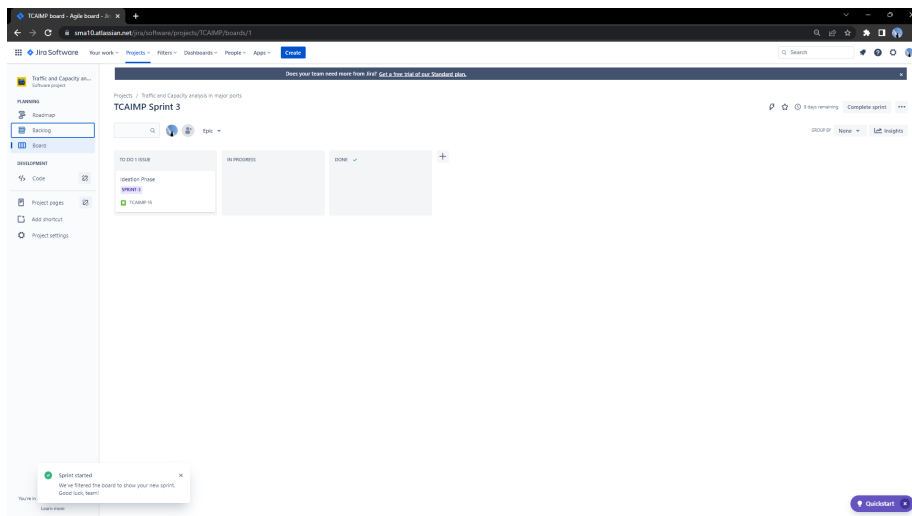 TCAIMP board - Agile board - Jir
sma10.atlassian.net/jira/software/projects/TCAIMP/boards/1
Jira Software Your work Projects Filters Dashboards People Apps Create Search
Does your team need more from Jira? Get a free trial of our Standard plan.
Traffic and Capacity an...
Software project
PLANNING
Roadmap
Backlog
Board
DEVELOPMENT
Code
Project pages
Add shortcut
Project settings
You're in
Learn more
Projects / Traffic and Capacity analysis in major ports
TCAIMP Sprint 3
3 days remaining Complete sprint
Epic
GROUP BY None Insights
TO DO 1 ISSUE IN PROGRESS DONE
Ideation Phase
SPRINT-3
Sprint started
We've filtered the board to show your new sprint.
Good luck, team!
Quickstart